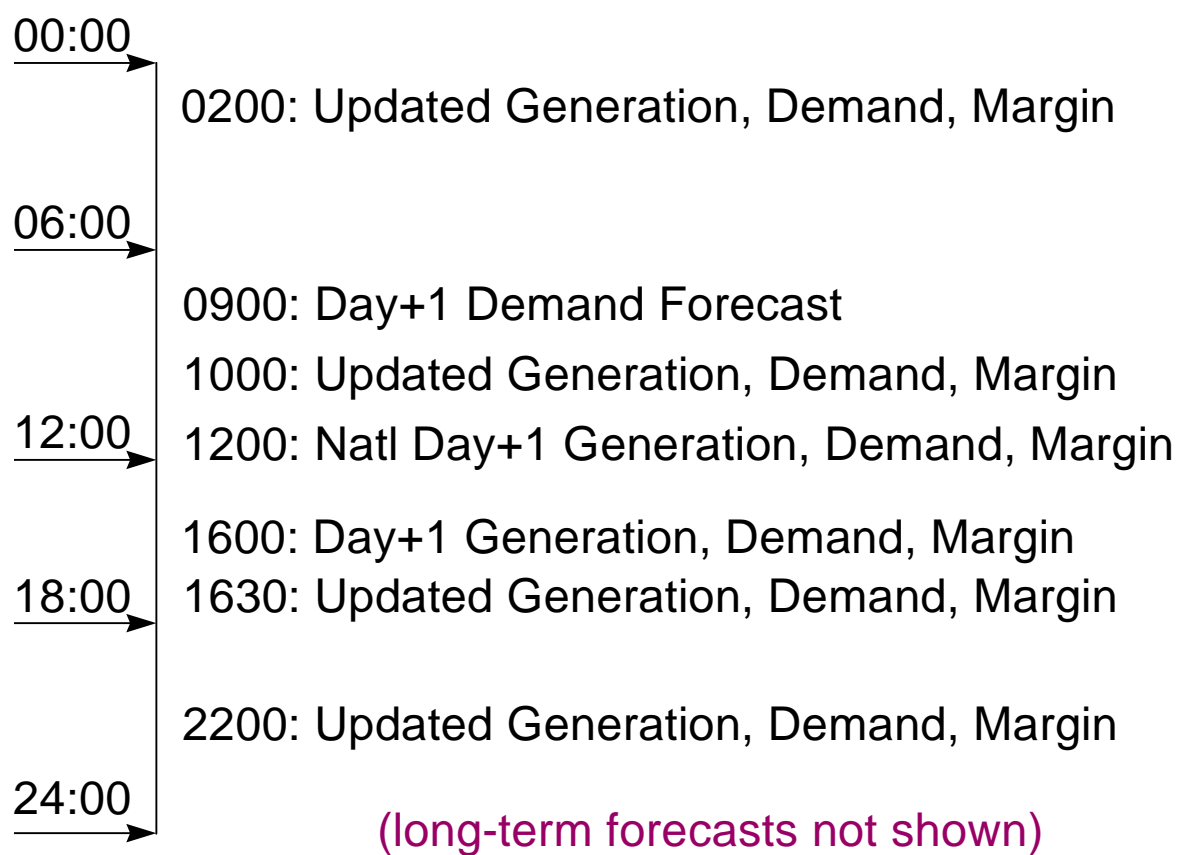 00:00
0200: Updated Generation, Demand, Margin
06:00
0900: Day+1 Demand Forecast
1000: Updated Generation, Demand, Margin
12:00
1200: Natl Day+1 Generation, Demand, Margin
1600: Day+1 Generation, Demand, Margin
18:00
1630: Updated Generation, Demand, Margin
2200: Updated Generation, Demand, Margin
24:00
(long-term forecasts not shown)